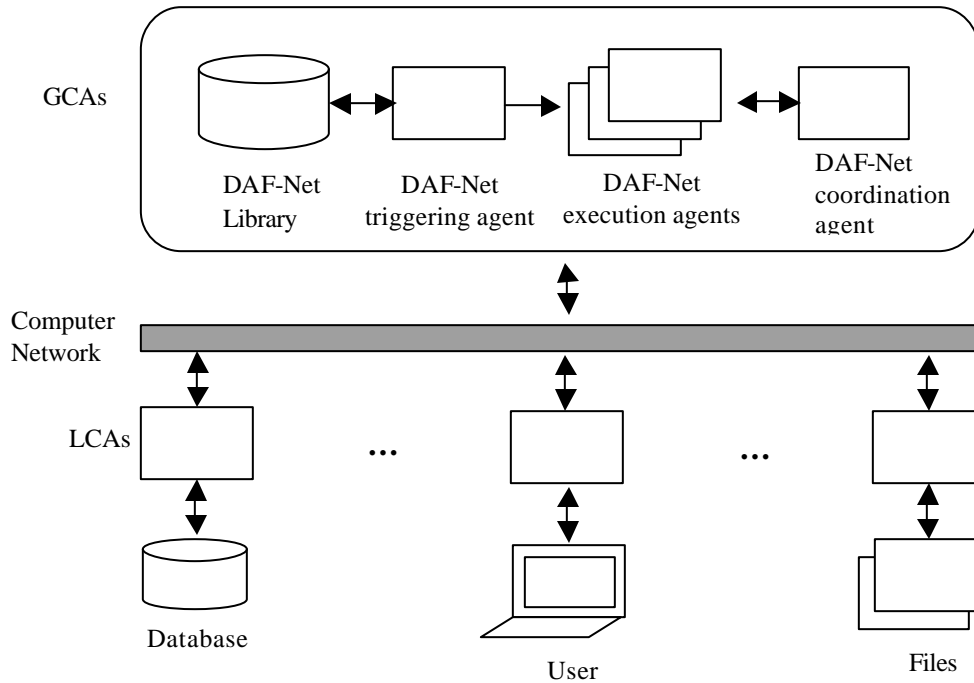 GCAs
DAF-Net
Library
DAF-Net
triggering agent
DAF-Net
execution agents
DAF-Net
coordination
agent
Computer
Network
LCAs
...
...
Database
User
Files